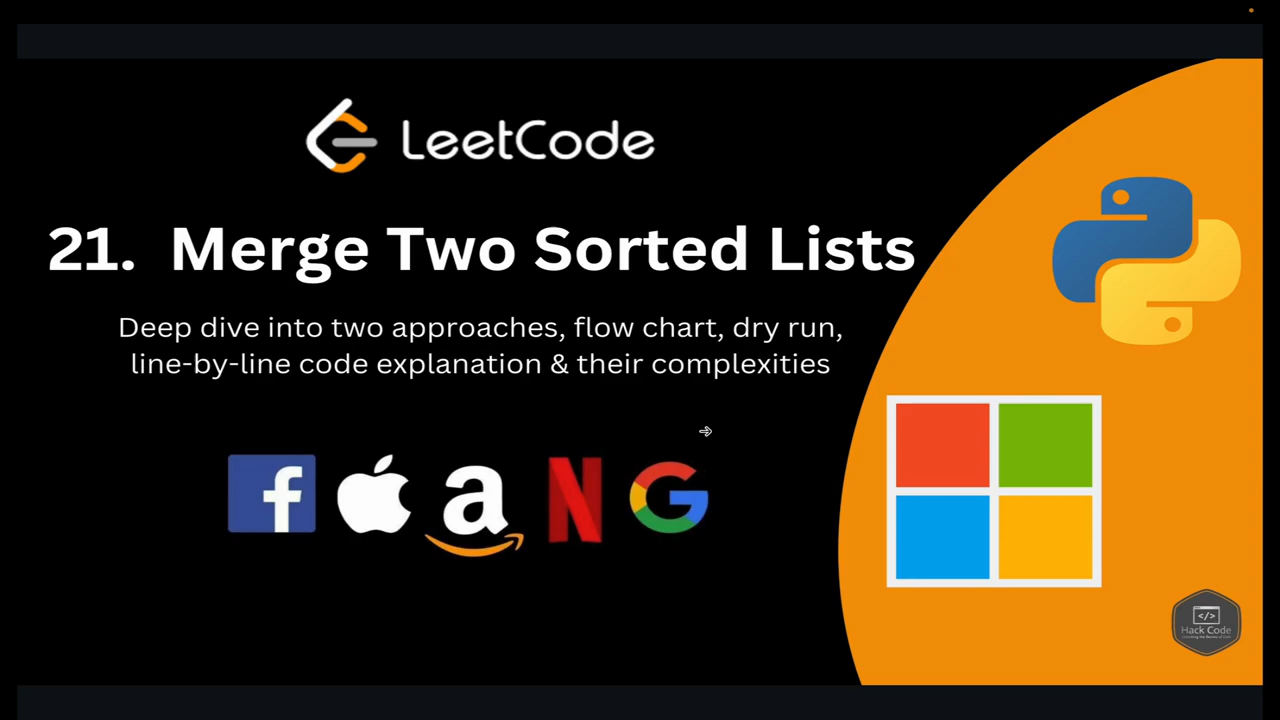 LeetCode
21. Merge Two Sorted Lists
Deep dive into two approaches, flow chart, dry run,
line-by-line code explanation & their complexities
f
a
N
G
</>
Hack Code